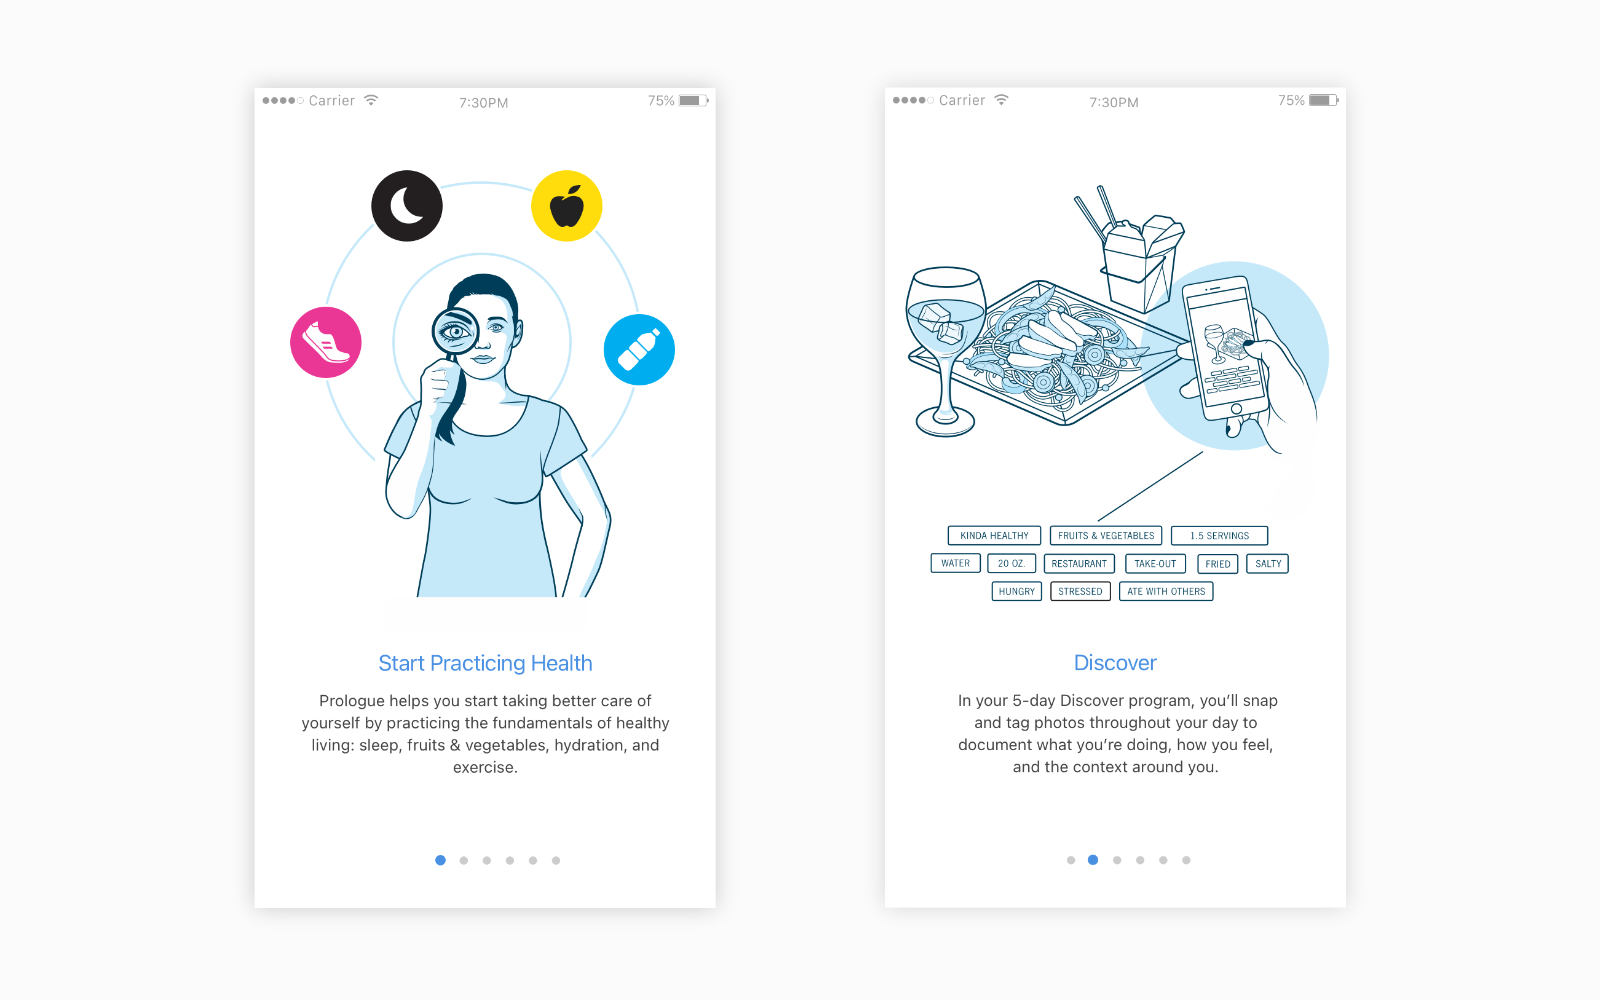 Carrier 7:30PM 75%
Start Practicing Health
Prologue helps you start taking better care of
yourself by practicing the fundamentals of healthy
living: sleep, fruits & vegetables, hydration, and
exercise.
Carrier 7:30PM 75%
KINDA HEALTHY FRUITS & VEGETABLES 1.5 SERVINGS
WATER 20 OZ. RESTAURANT TAKE-OUT FRIED SALTY
HUNGRY STRESSED ATE WITH OTHERS
Discover
In your 5-day Discover program, you’ll snap
and tag photos throughout your day to
document what you’re doing, how you feel,
and the context around you.